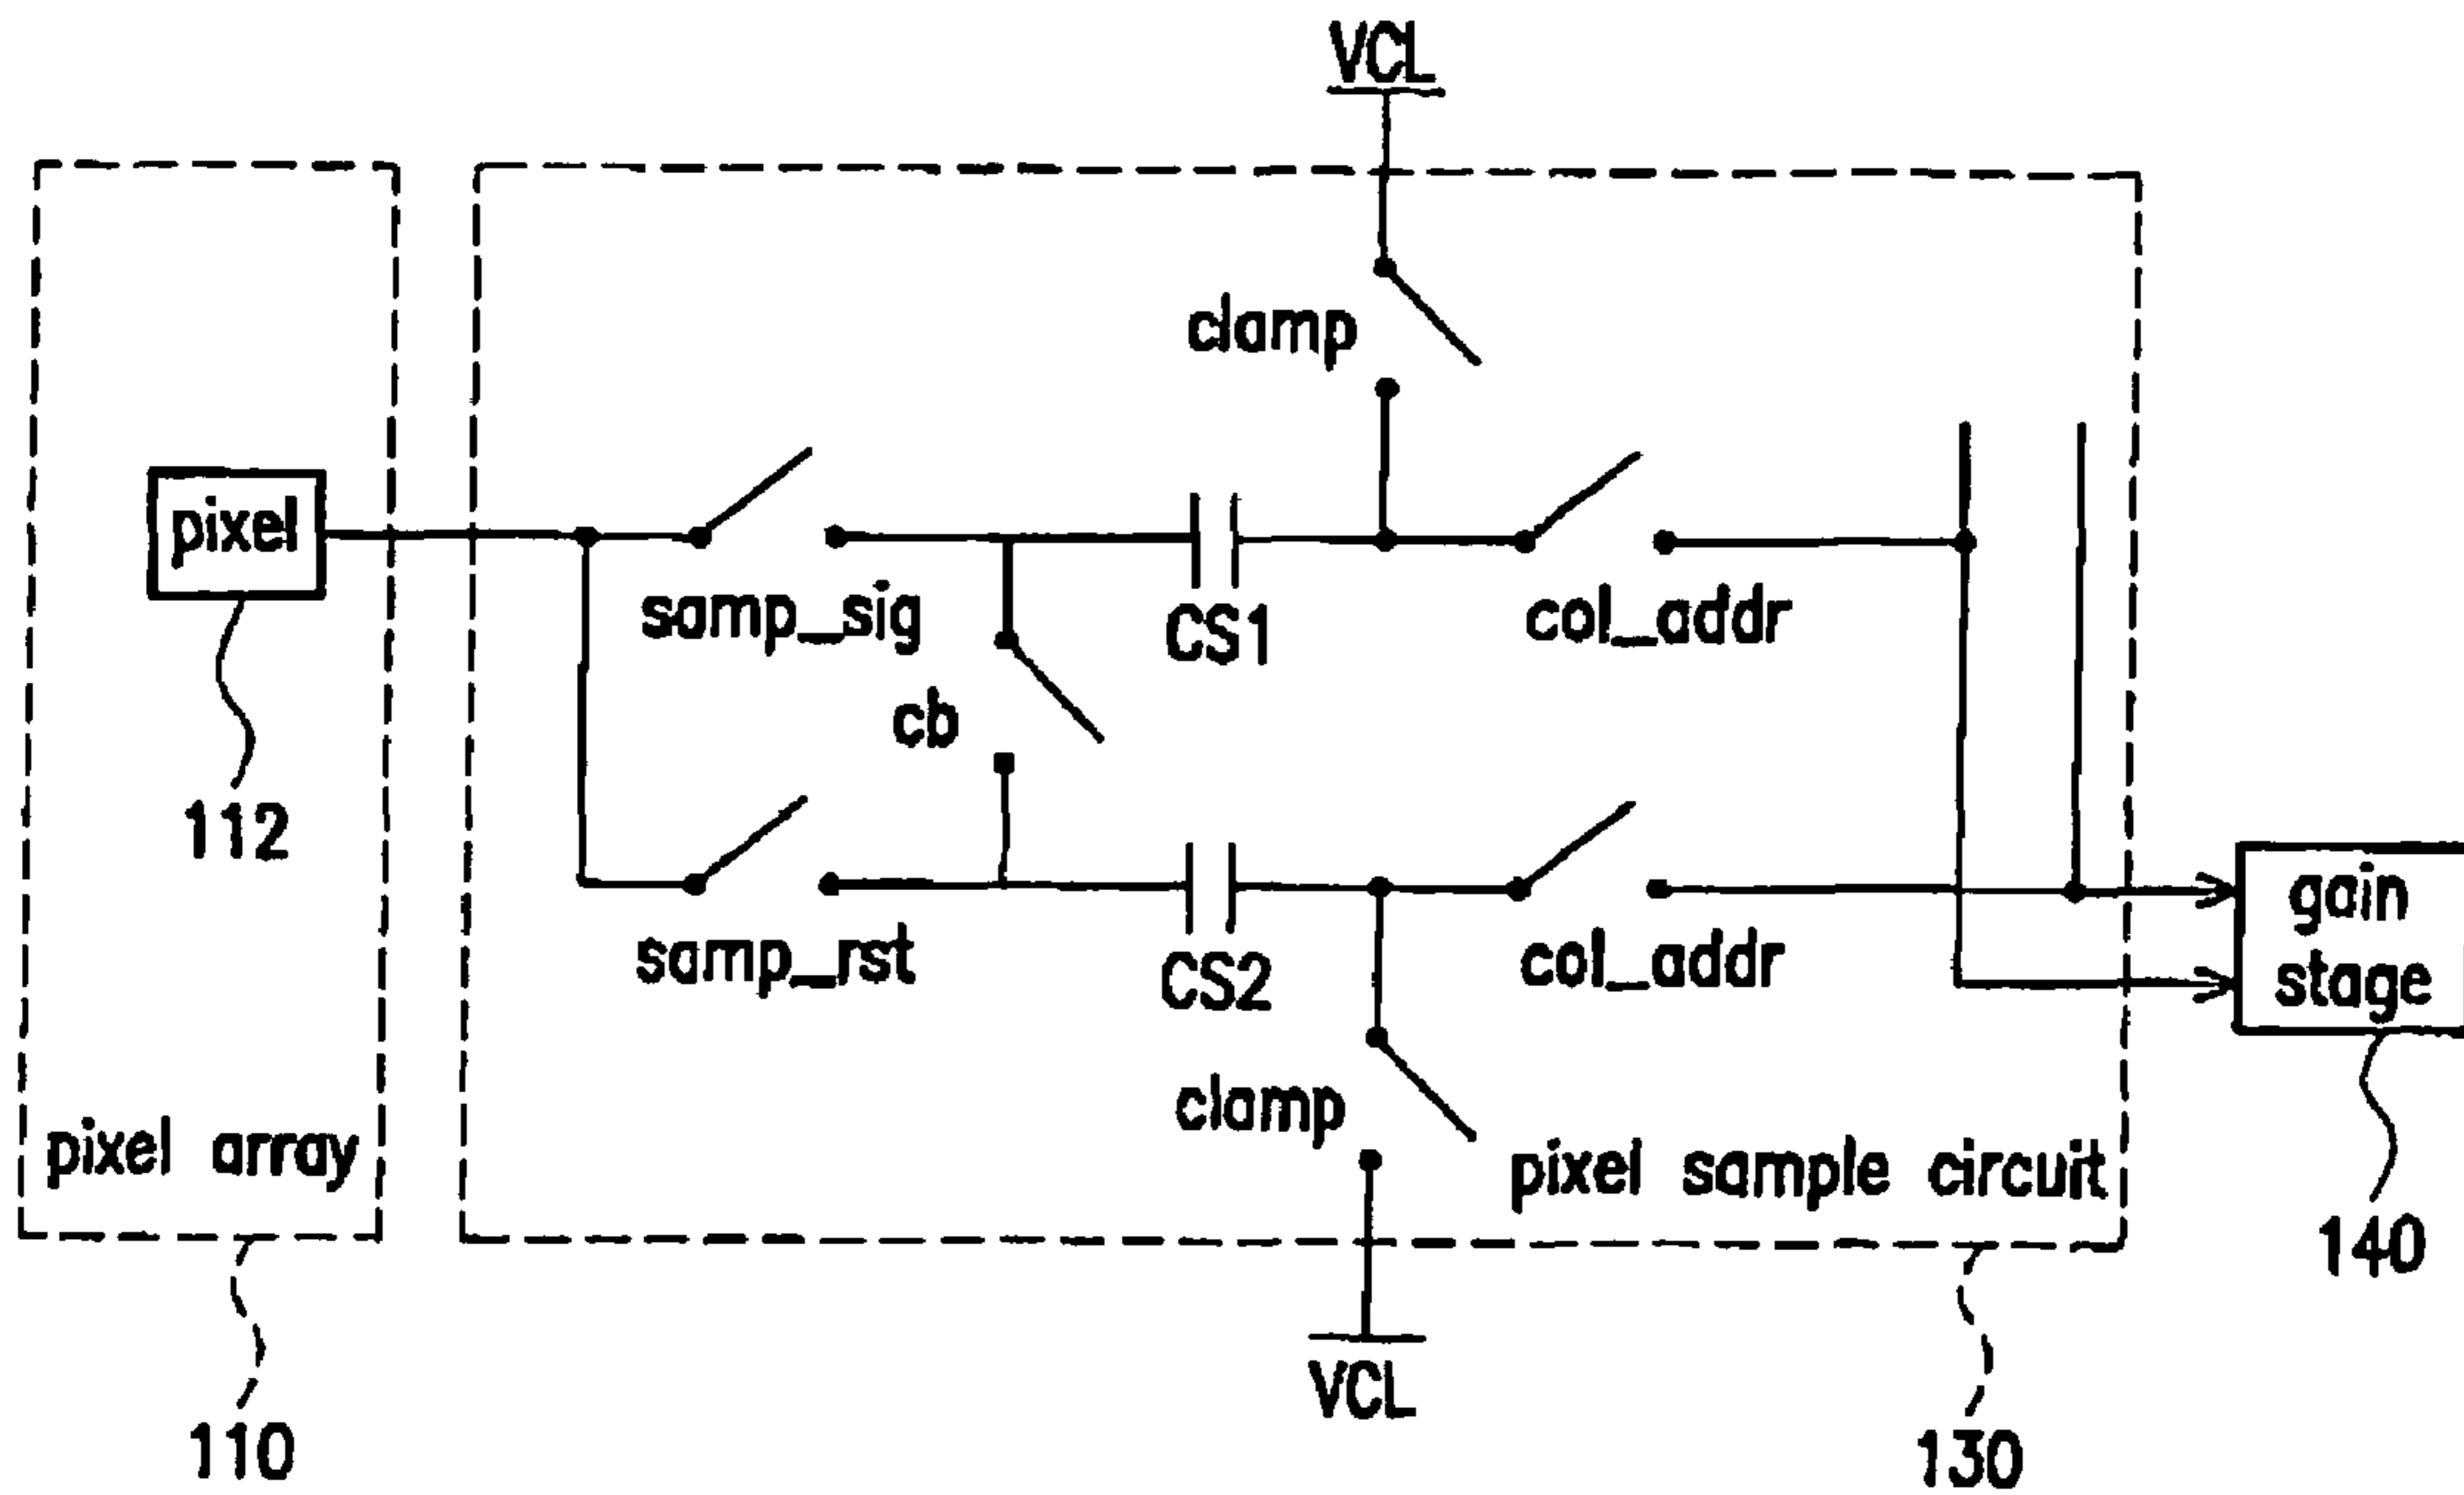 VCL
clamp
pixel
samp_sig
CS1
col_addr
cb
112
samp_rst
CS2
col_addr
gain
stage
clamp
pixel array
pixel sample circuit
140
VCL
110
130